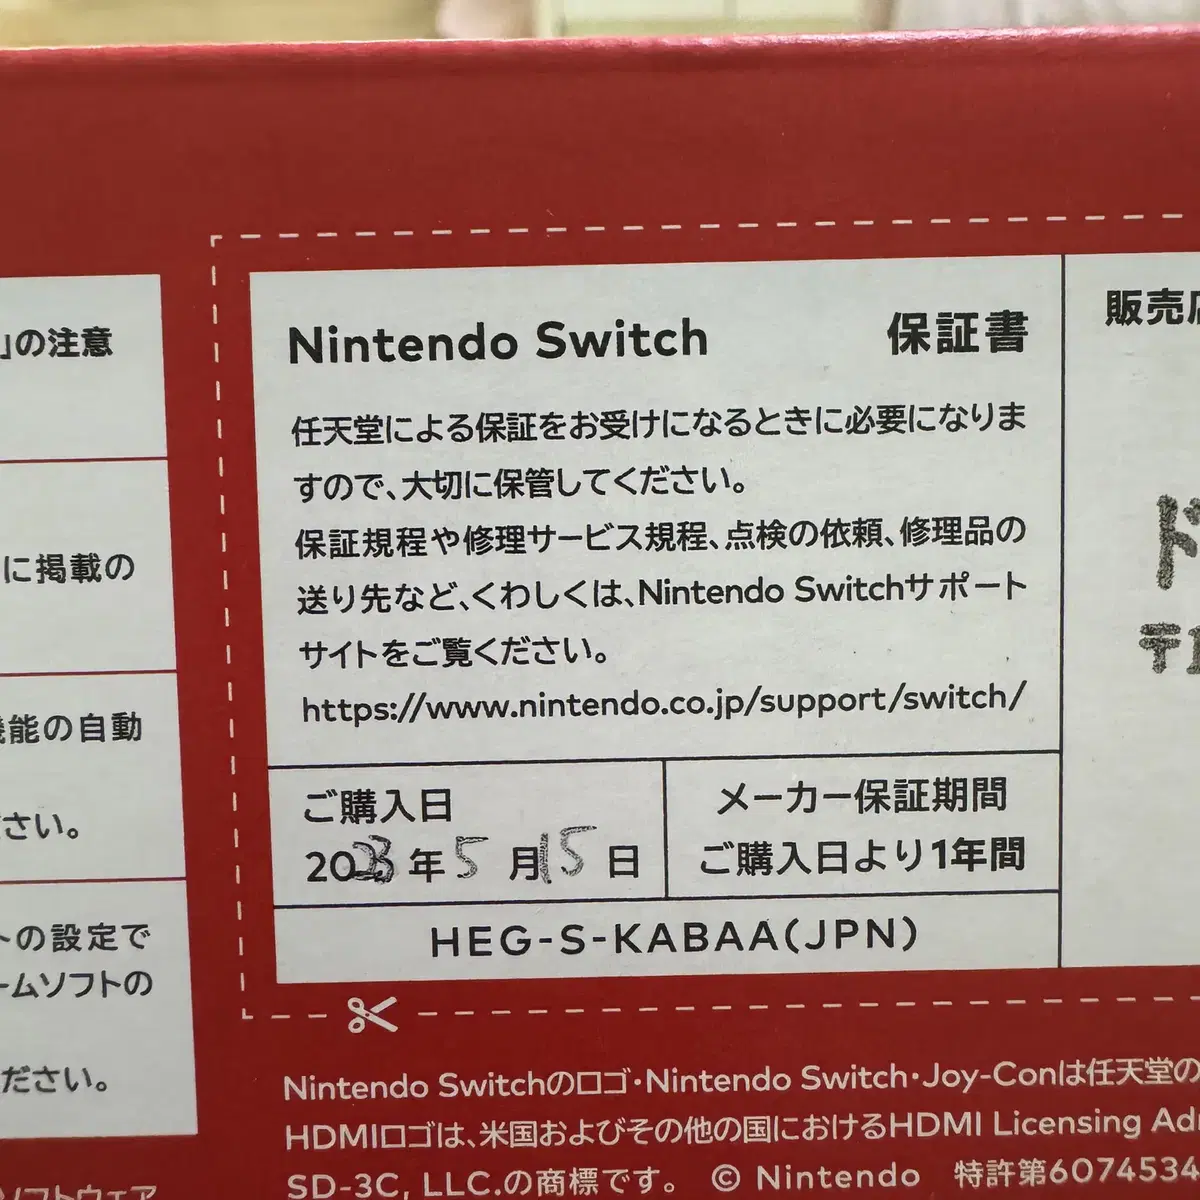 」の注意
に掲載の
能の自動
さい。
トの設定で
ームソフトの
ださい。
ソフトウェア
Nintendo Switch 保証書
任天堂による保証をお受けになるときに必要になりま
すので、大切に保管してください。
保証規程や修理サービス規程、点検の依頼、修理品の
送り先など、くわしくは、Nintendo Switchサポート
サイトをご覧ください。
https://www.nintendo.co.jp/support/switch/
ご購入日
2023年5月15日
メーカー保証期間
ご購入日より1年間
HEG-S-KABAA(JPN)
販売店
Nintendo Switchのロゴ・Nintendo Switch・Joy-Conは任天堂の
HDMIロゴは、米国およびその他の国におけるHDMI Licensing Ad
SD-3C, LLC.の商標です。 © Nintendo 特許第6074534